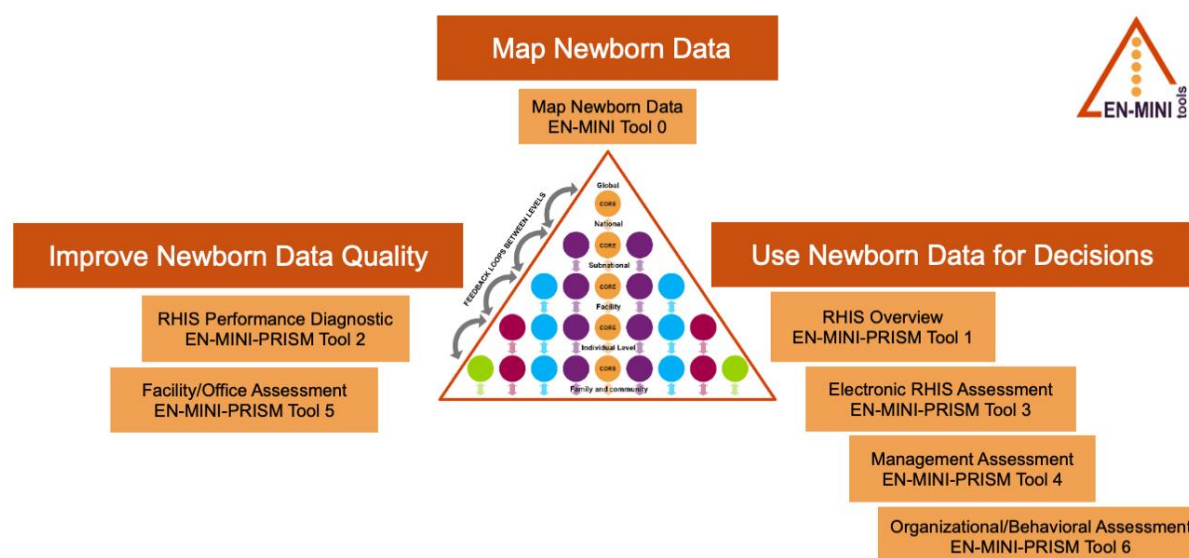 Map Newborn Data
Map Newborn Data
EN-MINI Tool 0
EN-MINI
tools
Improve Newborn Data Quality
RHIS Performance Diagnostic
EN-MINI-PRISM Tool 2
Facility/Office Assessment
EN-MINI-PRISM Tool 5
FEEDBACK LOOPS BETWEEN LEVELS
Global
CORE
National
CORE
Subnational
CORE
Facility
CORE
Individual Level
CORE
Family and community
Use Newborn Data for Decisions
RHIS Overview
EN-MINI-PRISM Tool 1
Electronic RHIS Assessment
EN-MINI-PRISM Tool 3
Management Assessment
EN-MINI-PRISM Tool 4
Organizational/Behavioral Assessment
EN-MINI-PRISM Tool 6